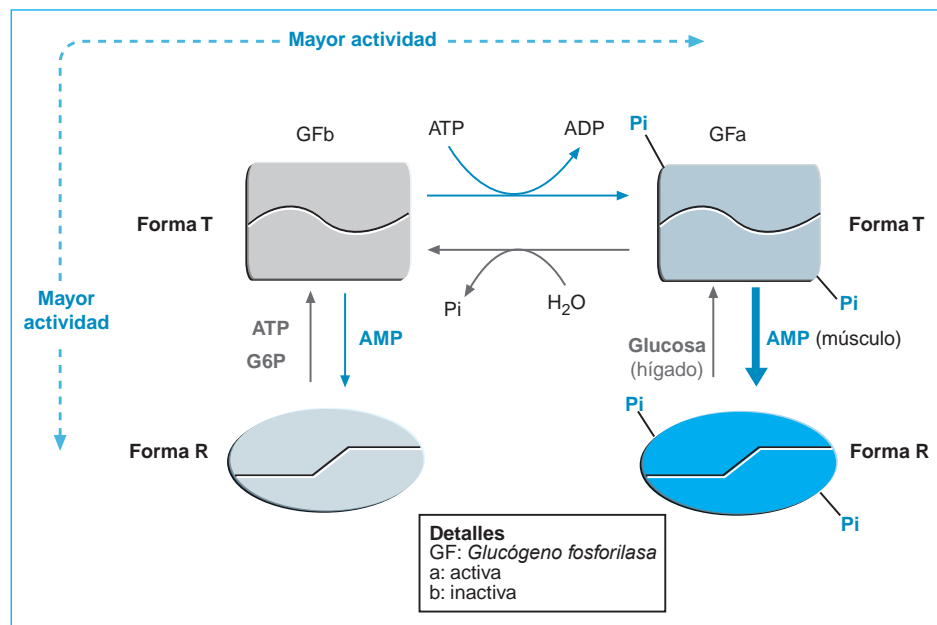 Mayor actividad
GFb
ATP
ADP
Pi
GFa
Forma T
Forma T
Mayor
actividad
Pi
H2O
Pi
ATP
G6P
AMP
Glucosa
(hígado)
AMP (músculo)
Pi
Forma R
Forma R
Pi
Detalles
GF: Glucógeno fosforilasa
a: activa
b: inactiva